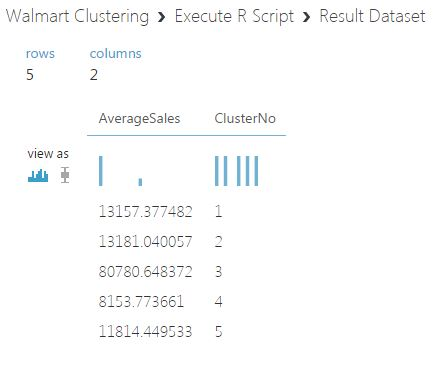 Walmart Clustering ❯ Execute R Script ❯ Result Dataset
rows columns
5 2
AverageSales ClusterNo
view as
13157.377482 1
13181.040057 2
80780.648372 3
8153.773661 4
11814.449533 5